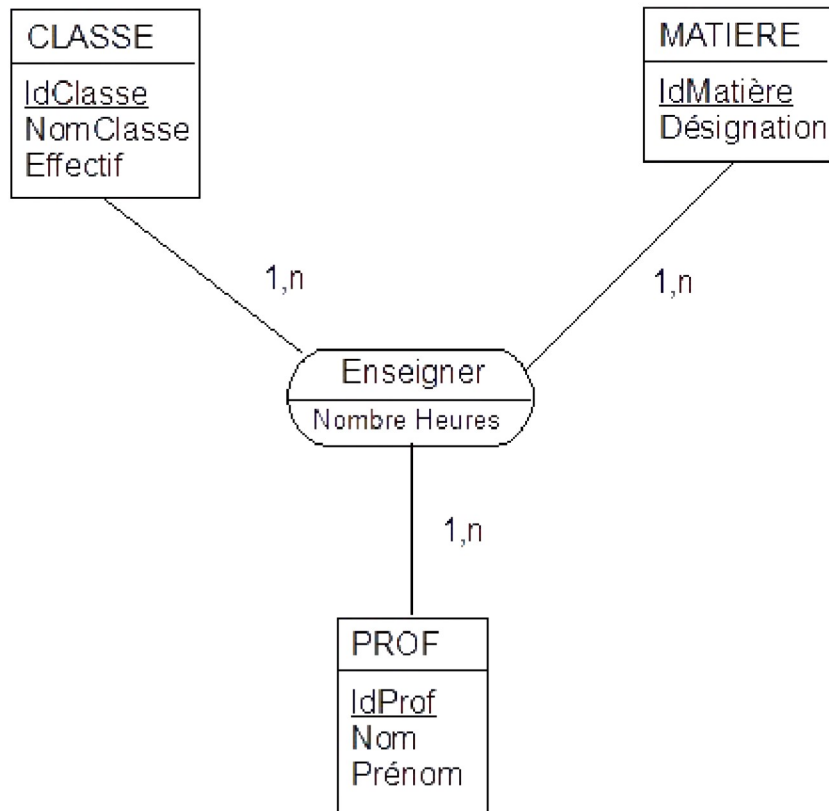 CLASSE
IdClasse
NomClasse
Effectif
MATIERE
IdMatière
Désignation
1,n
1,n
Enseigner
Nombre Heures
1,n
PROF
IdProf
Nom
Prénom